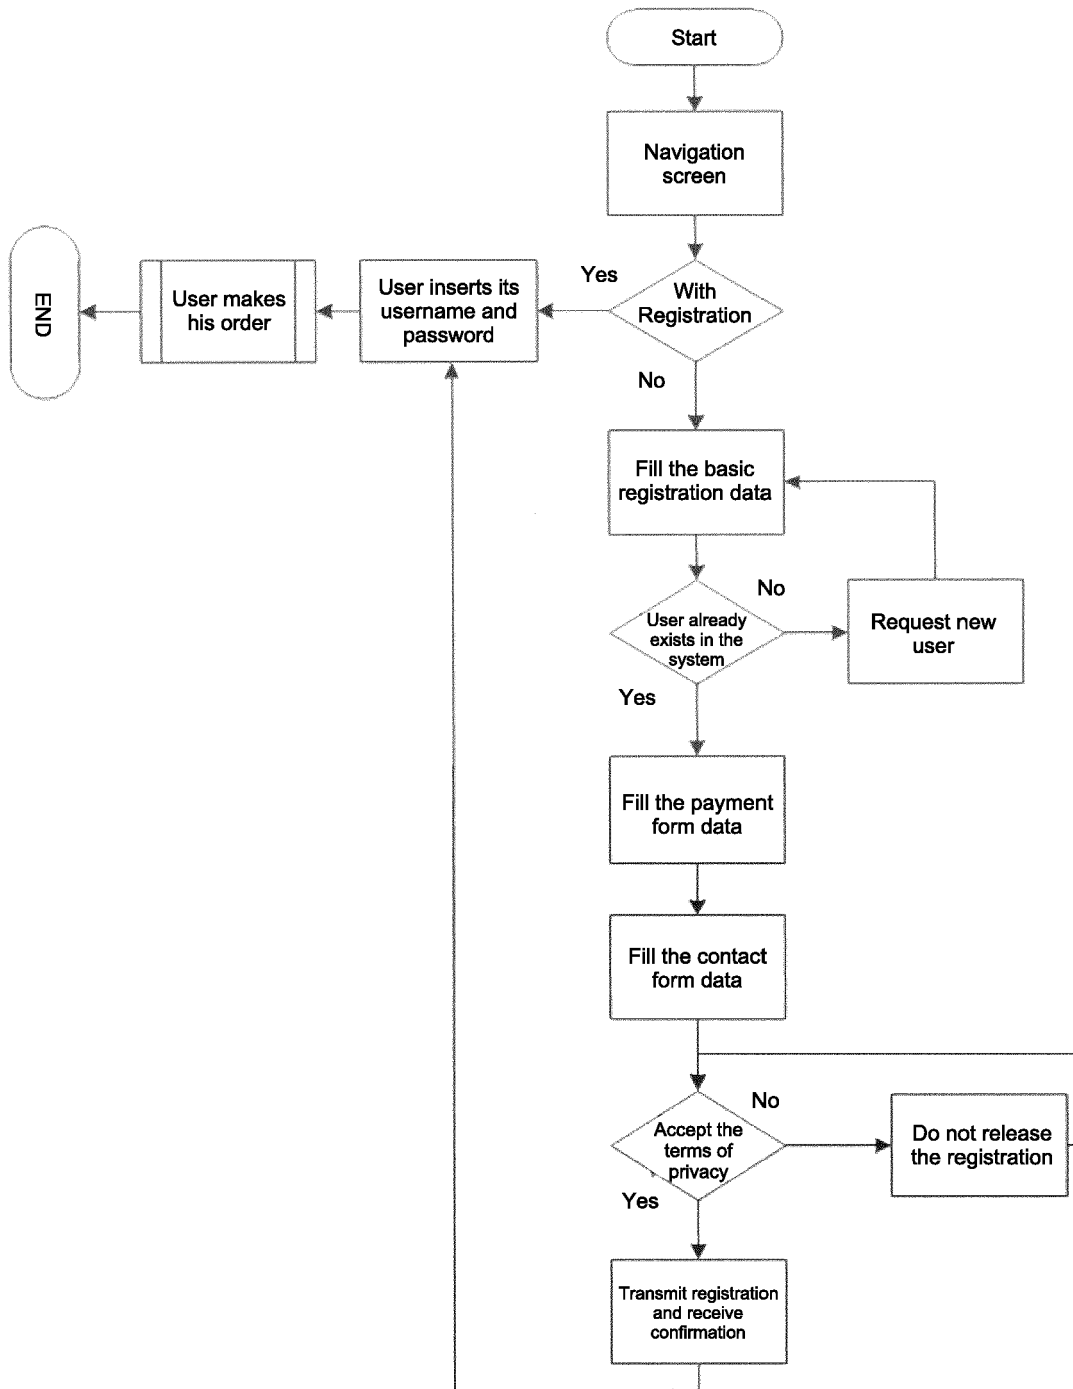 Start
Navigation
screen
Yes
With
Registration
User inserts its
username and
password
User makes
his order
END
No
Fill the basic
registration data
No
User already
exists in the
system
Request new
user
Yes
Fill the payment
form data
Fill the contact
form data
No
Accept the
terms of
privacy
Do not release
the registration
Yes
Transmit registration
and receive
confirmation